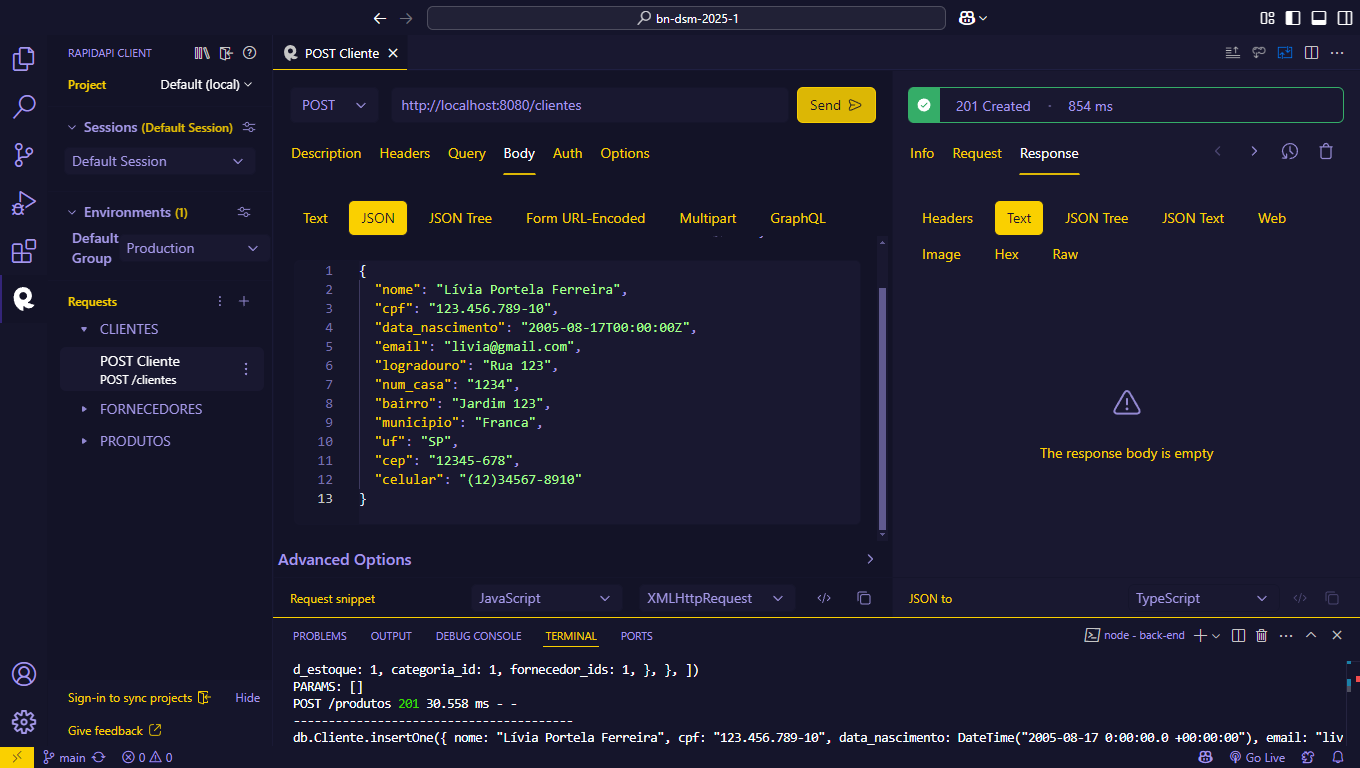 bn-dsm-2025-1
RAPIDAPI CLIENT
Project
Default (local)
Sessions (Default Session)
Default Session
Environments (1)
Default Group
Production
Requests
CLIENTES
POST Cliente
POST /clientes
FORNECEDORES
PRODUTOS
Sign-in to sync projects
Hide
Give feedback
POST Cliente
POST
http://localhost:8080/clientes
Send
Description Headers Query Body Auth Options
Text JSON JSON Tree Form URL-Encoded Multipart GraphQL
1 {
2 "nome": "Lívia Portela Ferreira",
3 "cpf": "123.456.789-10",
4 "data_nascimento": "2005-08-17T00:00:00Z",
5 "email": "livia@gmail.com",
6 "logradouro": "Rua 123",
7 "num_casa": "1234",
8 "bairro": "Jardim 123",
9 "municipio": "Franca",
10 "uf": "SP",
11 "cep": "12345-678",
12 "celular": "(12)34567-8910"
13 }
Advanced Options
Request snippet
JavaScript
XMLHttpRequest
201 Created · 854 ms
Info Request Response
Headers Text JSON Tree JSON Text Web
Image Hex Raw
The response body is empty
JSON to
TypeScript
PROBLEMS OUTPUT DEBUG CONSOLE TERMINAL PORTS
node - back-end
d_estoque: 1, categoria_id: 1, fornecedor_ids: 1, }, }, ])
PARAMS: []
POST /produtos 201 30.558 ms - -
----------------------------------------
db.Cliente.insertOne({ nome: "Lívia Portela Ferreira", cpf: "123.456.789-10", data_nascimento: DateTime("2005-08-17 0:00:00.0 +00:00:00"), email: "liv
main
0 0
Go Live